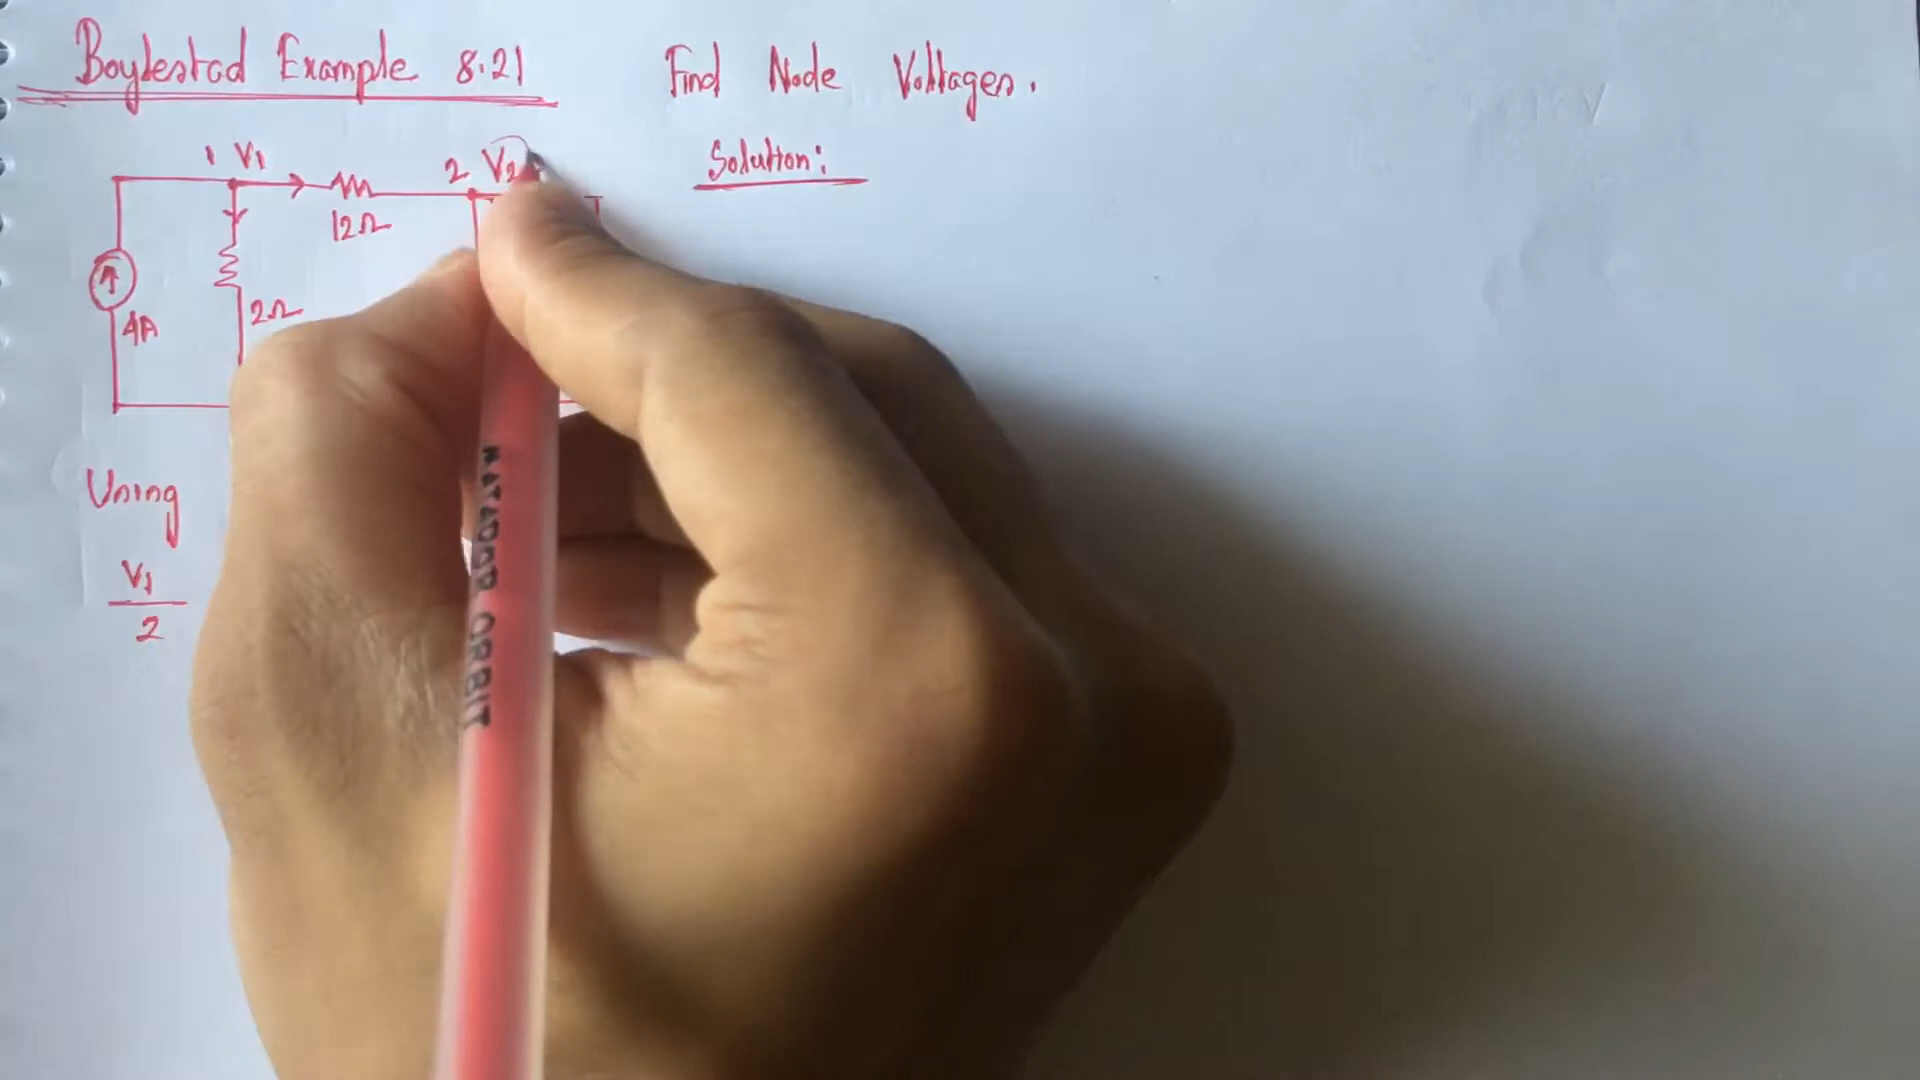 Boylestad Example 8.21
Find Node Voltages.
Solution:
1 V1
2 V2
12Ω
2Ω
4A
Using
V1
2
MATADOR ORBIT